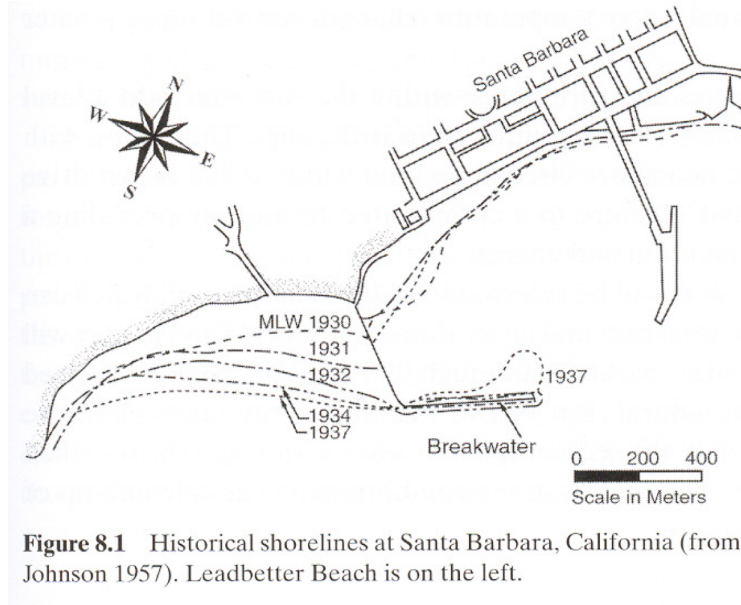 Santa Barbara
N
W
E
S
MLW 1930
1931
1932
1934
1937
1937
Breakwater
0 200 400
Scale in Meters
Figure 8.1 Historical shorelines at Santa Barbara, California (from
Johnson 1957). Leadbetter Beach is on the left.